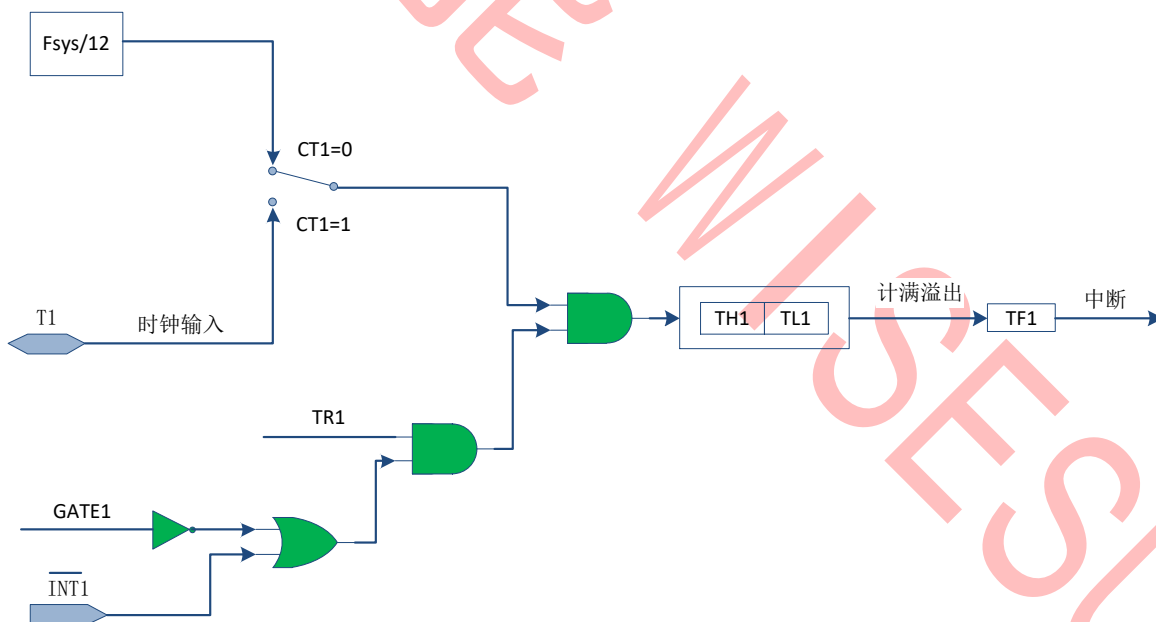 Fsys/12
CT1=0
CT1=1
T1
时钟输入
TH1
TL1
计满溢出
TF1
中断
TR1
GATE1
INT1
WISESI